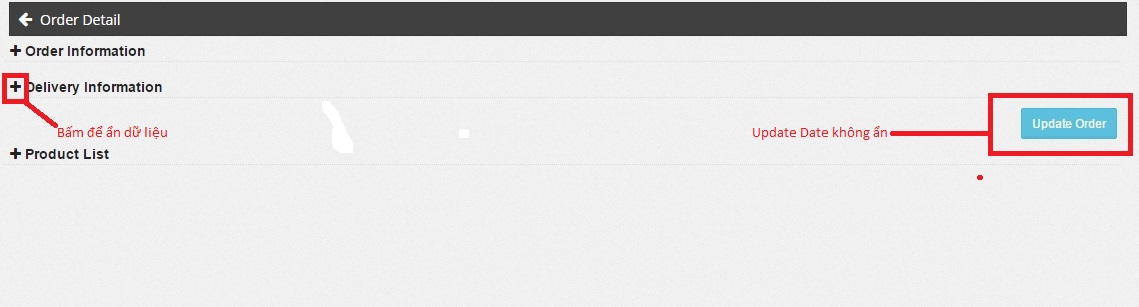 Order Detail
Order Information
Delivery Information
Bấm để ẩn dữ liệu
Update Date không ẩn
Update Order
Product List